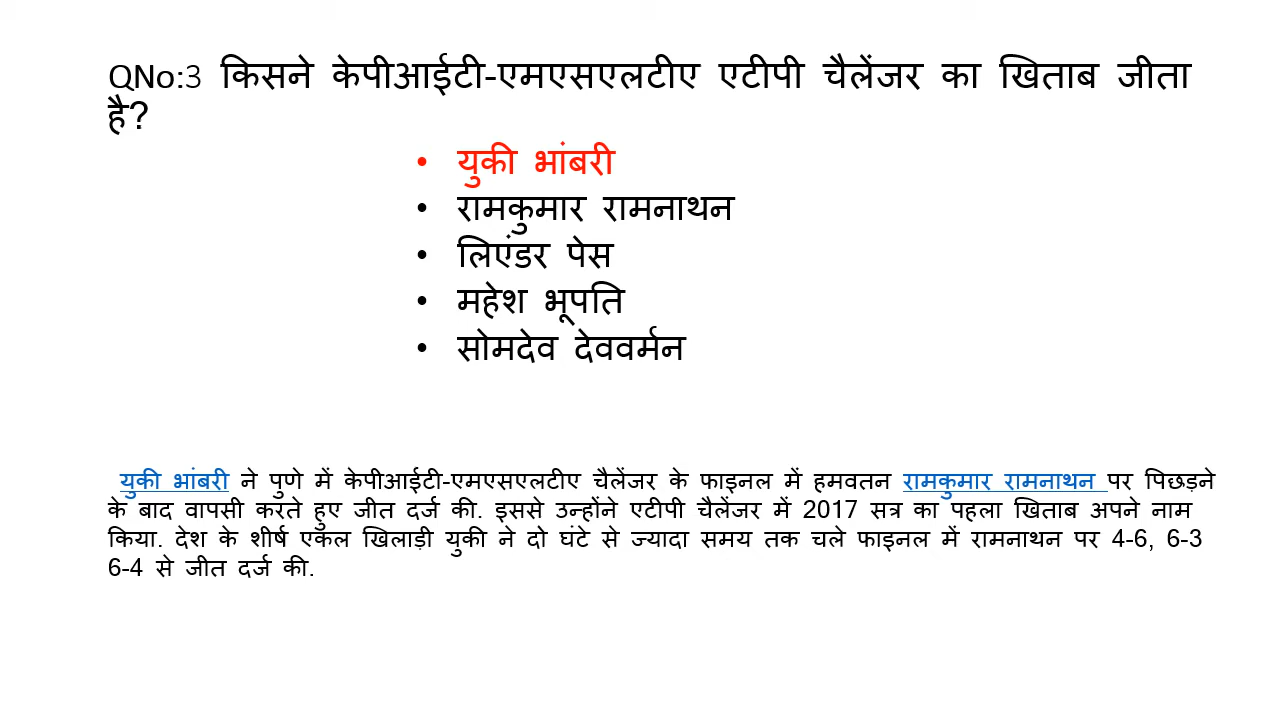 QNo:3 किसने केपीआईटी-एमएसएलटीए एटीपी चैलेंजर का खिताब जीता
है?
• युकी भांबरी
• रामकुमार रामनाथन
• लिएंडर पेस
• महेश भूपति
• सोमदेव देववर्मन
युकी भांबरी ने पुणे में केपीआईटी-एमएसएलटीए चैलेंजर के फाइनल में हमवतन रामकुमार रामनाथन पर पिछड़ने
के बाद वापसी करते हुए जीत दर्ज की. इससे उन्होंने एटीपी चैलेंजर में 2017 सत्र का पहला खिताब अपने नाम
किया. देश के शीर्ष एकल खिलाड़ी युकी ने दो घंटे से ज्यादा समय तक चले फाइनल में रामनाथन पर 4-6, 6-3
6-4 से जीत दर्ज की.